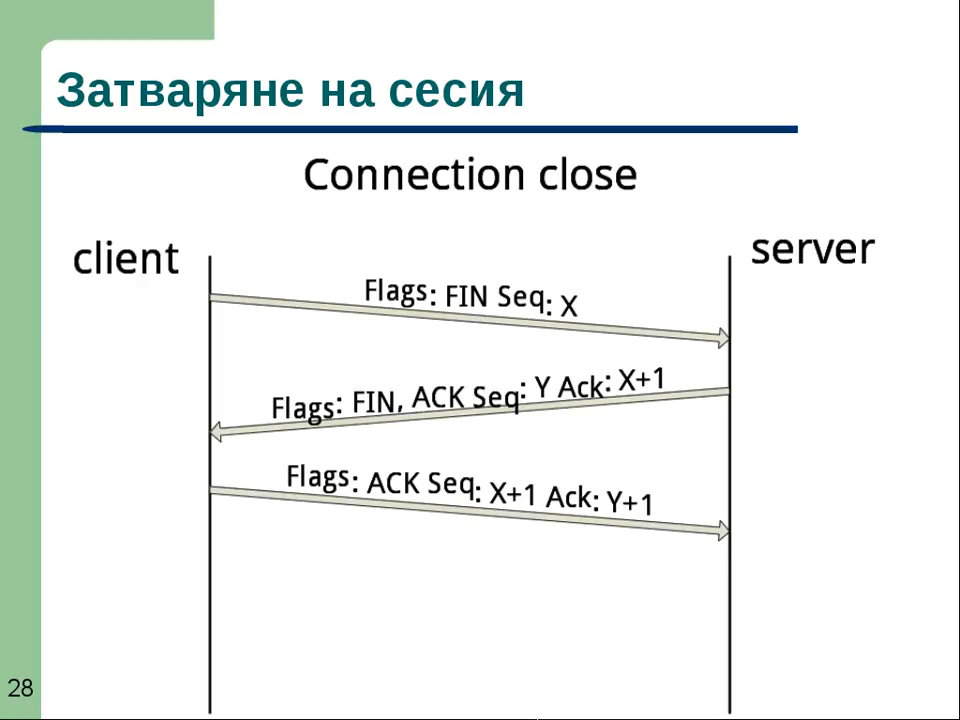 Затваряне на сесия
Connection close
client
server
Flags: FIN Seq: X
Flags: FIN, ACK Seq: Y Ack: X+1
Flags: ACK Seq: X+1 Ack: Y+1
28